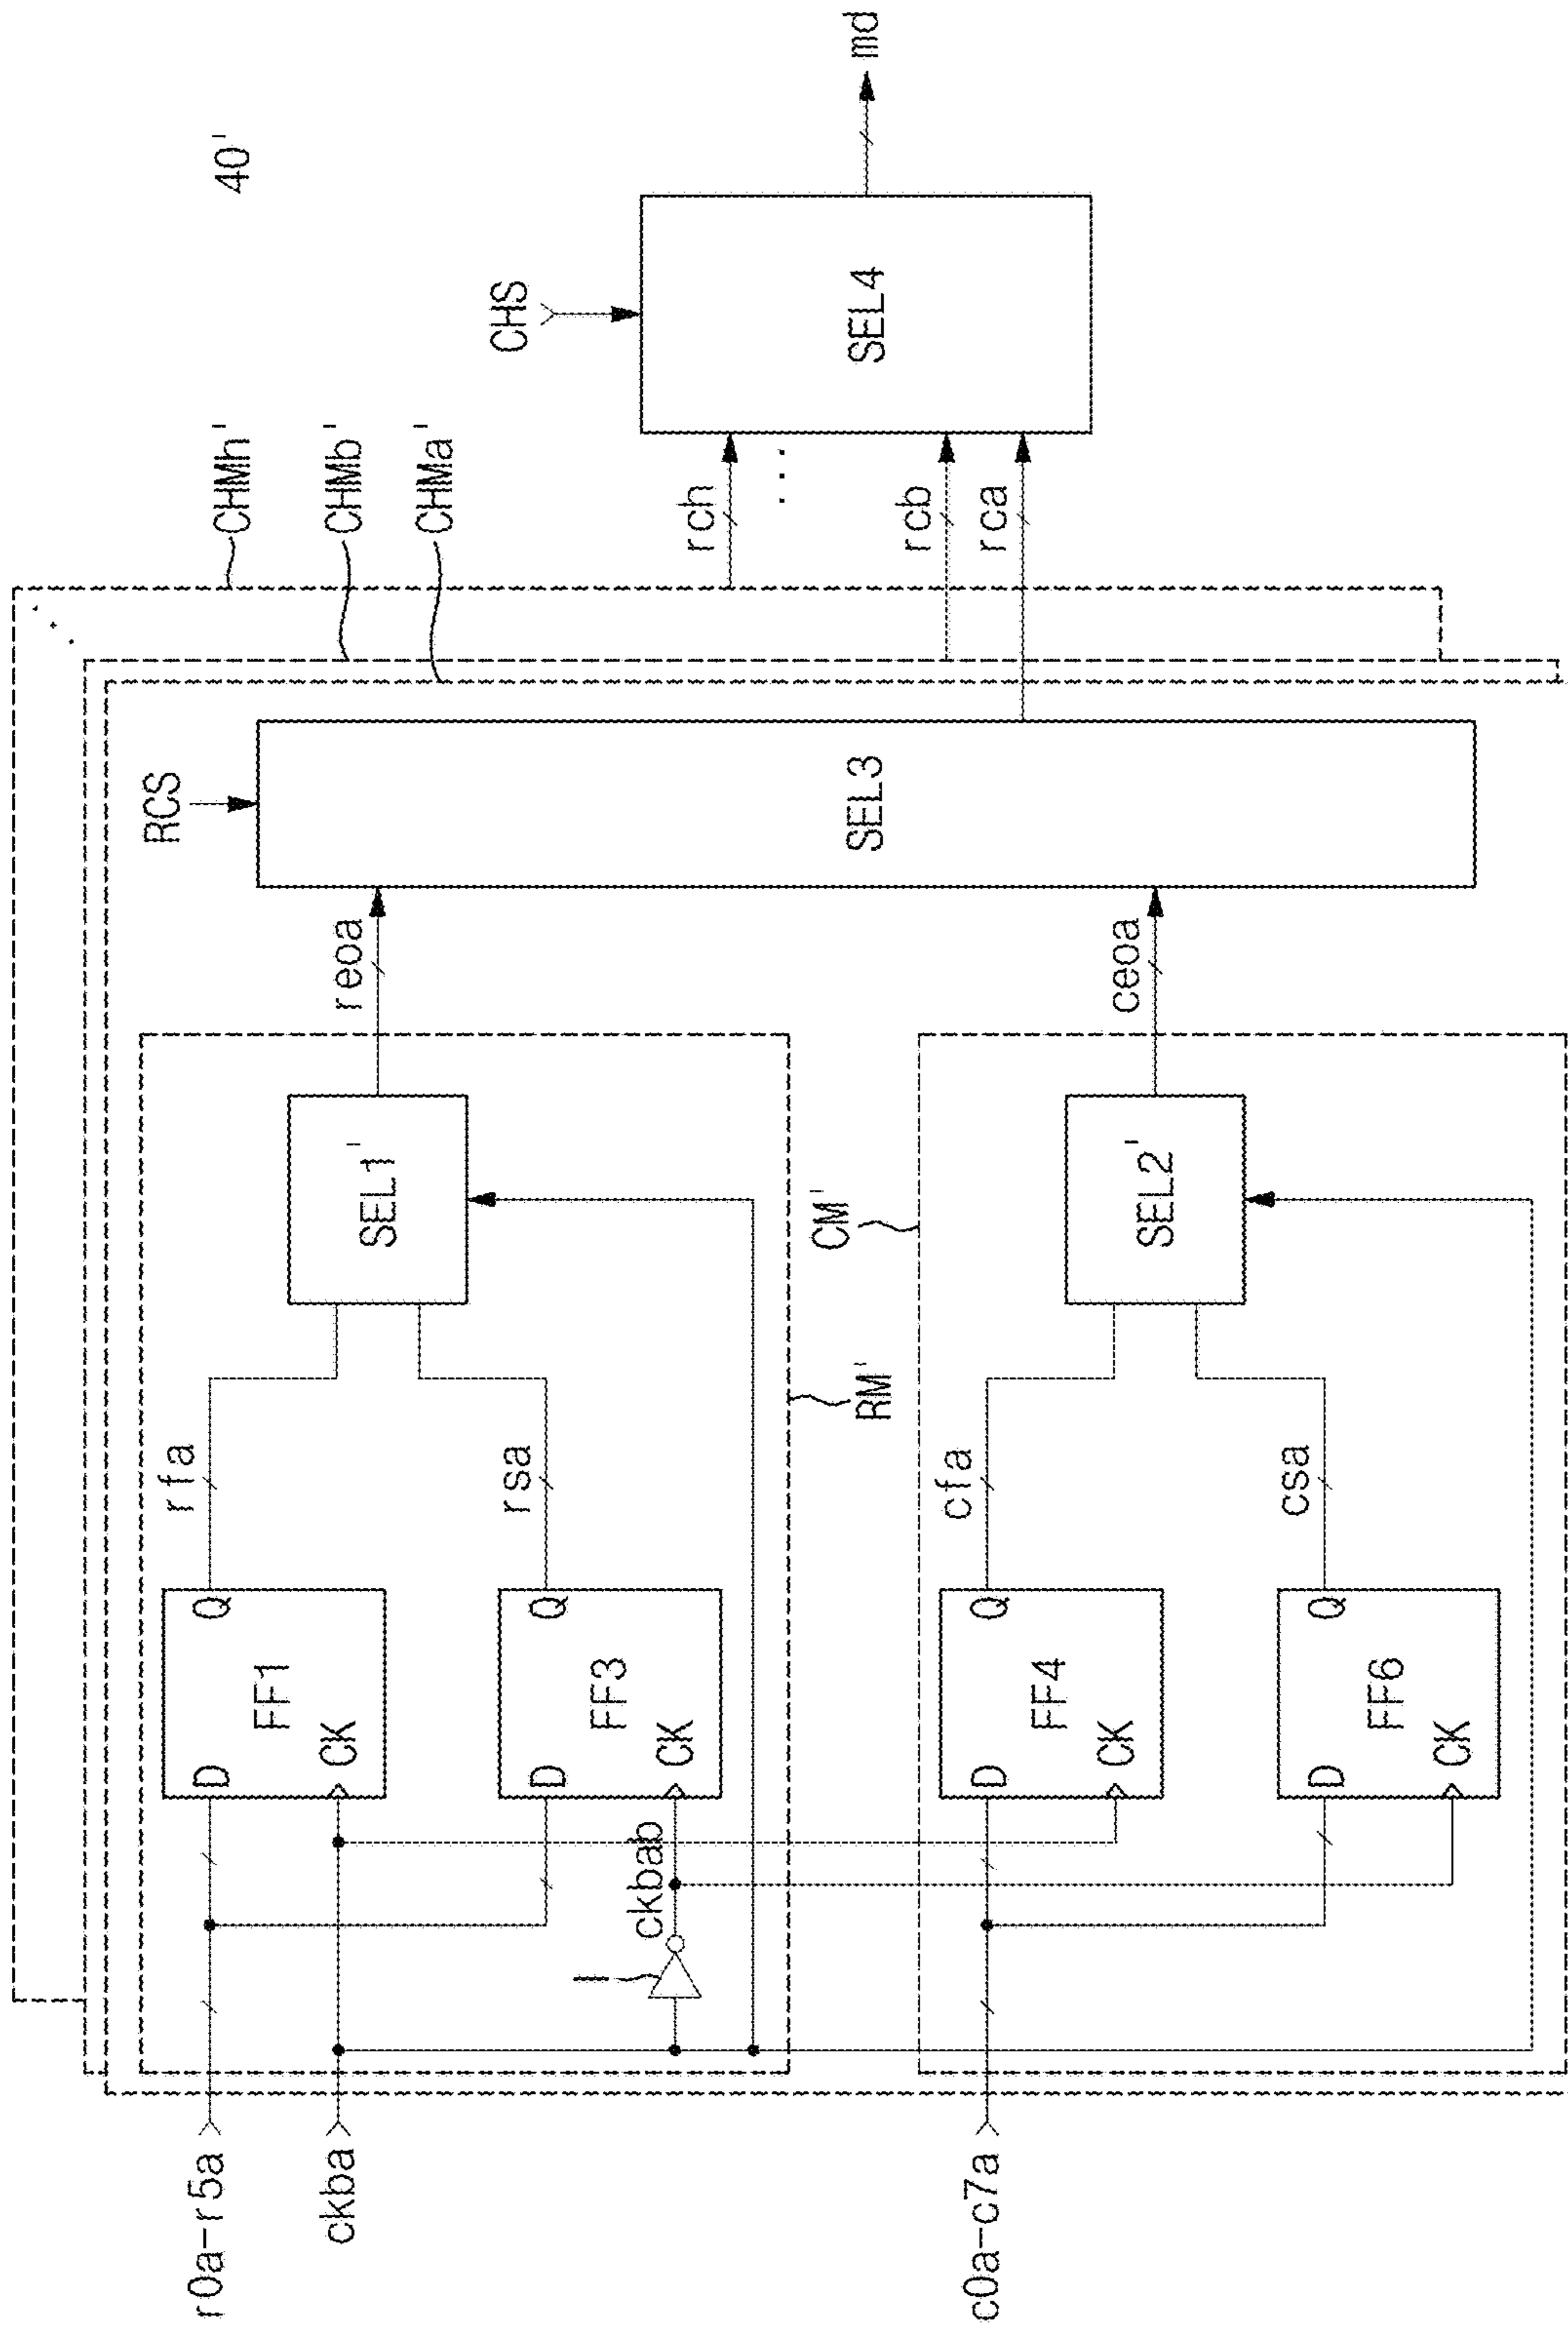 40'
CHMh'
CHMb'
CHMa'
CHS
RCS
r0a-r5a
D
Q
FF1
CK
rfa
SEL1'
reoa
rch
...
ckba
I
ckbab
D
Q
FF3
CK
rsa
RM'
CM'
SEL3
SEL4
md
rcb
rca
c0a-c7a
D
Q
FF4
CK
cfa
SEL2'
ceoa
D
Q
FF6
CK
csa